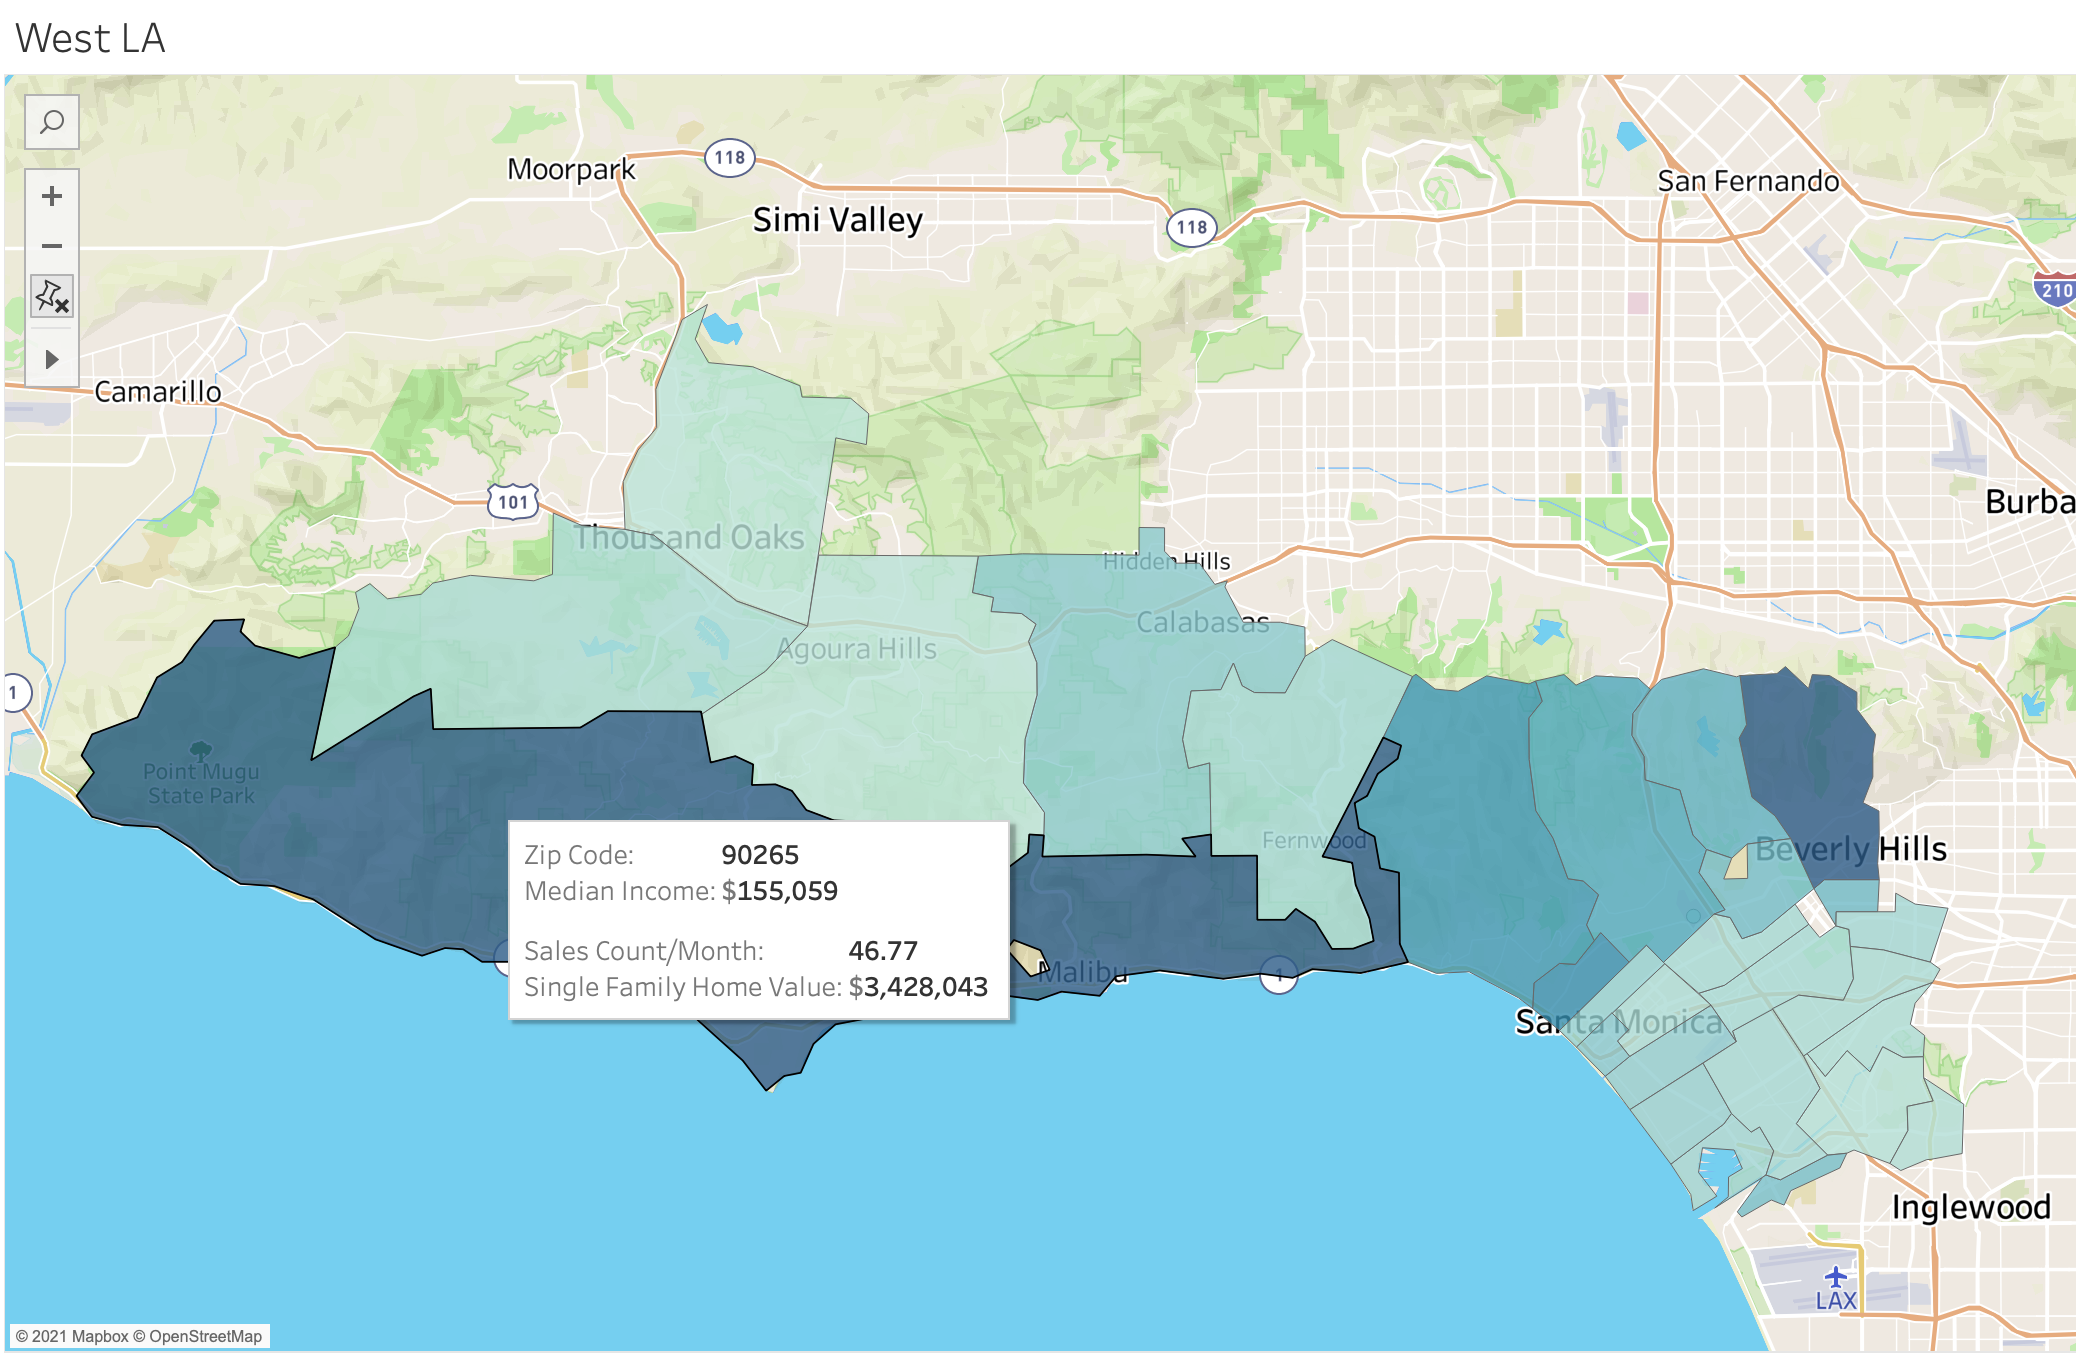 West LA
Moorpark
118
San Fernando
Simi Valley
118
210
Camarillo
101
Burba
Thousand Oaks
Hidden Hills
Calabasas
Agoura Hills
1
Point Mugu
State Park
Fernwood
Beverly Hills
Zip Code: 90265
Median Income: $155,059
Sales Count/Month: 46.77
Single Family Home Value: $3,428,043
Malibu
1
Santa Monica
Inglewood
LAX
© 2021 Mapbox © OpenStreetMap